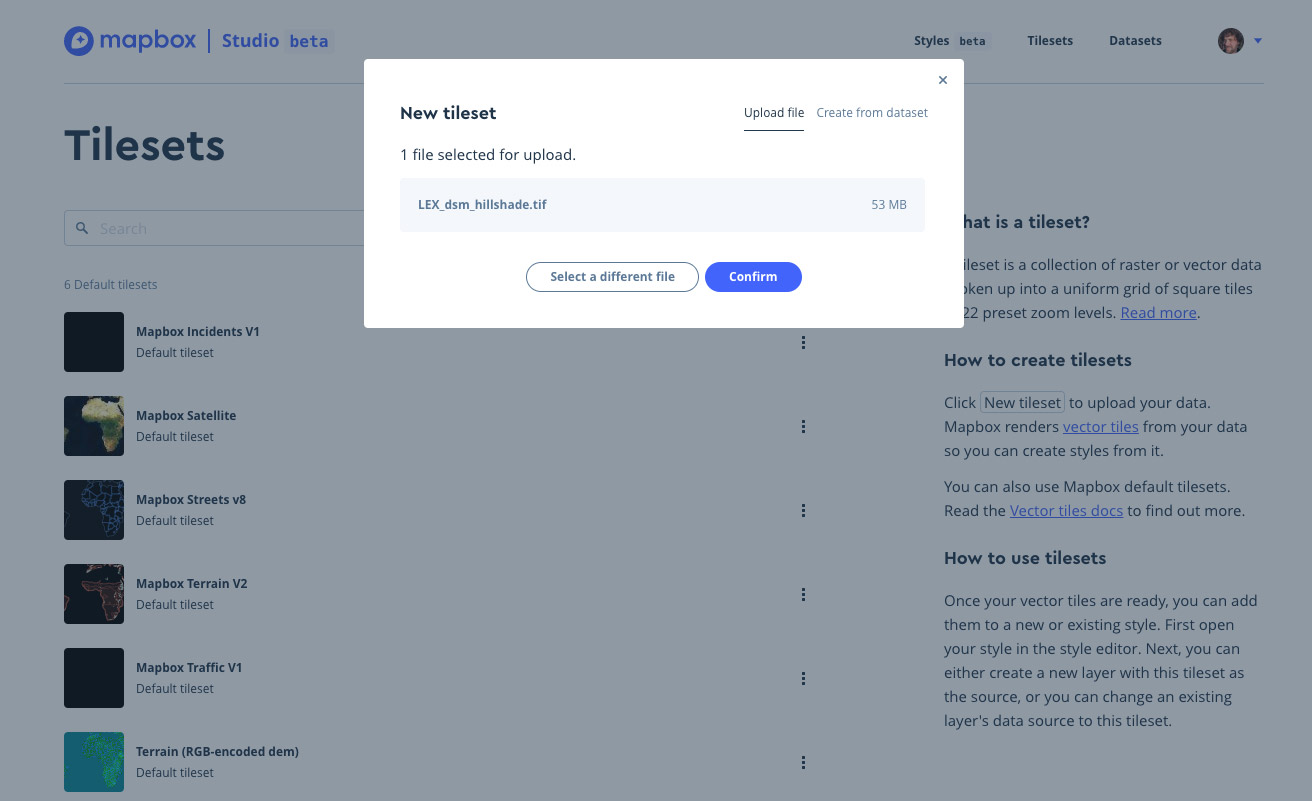 mapbox | Studio beta
Styles beta
Tilesets
Datasets
New tileset
Upload file
Create from dataset
1 file selected for upload.
LEX_dsm_hillshade.tif
53 MB
Select a different file
Confirm
Tilesets
Search
6 Default tilesets
Mapbox Incidents V1
Default tileset
Mapbox Satellite
Default tileset
Mapbox Streets v8
Default tileset
Mapbox Terrain V2
Default tileset
Mapbox Traffic V1
Default tileset
Terrain (RGB-encoded dem)
Default tileset
is a tileset?
is a collection of raster or vector data
up into a uniform grid of square tiles
22 preset zoom levels. Read more.
How to create tilesets
Click New tileset to upload your data.
Mapbox renders vector tiles from your data
so you can create styles from it.
You can also use Mapbox default tilesets.
Read the Vector tiles docs to find out more.
How to use tilesets
Once your vector tiles are ready, you can add
them to a new or existing style. First open
your style in the style editor. Next, you can
either create a new layer with this tileset as
the source, or you can change an existing
layer's data source to this tileset.